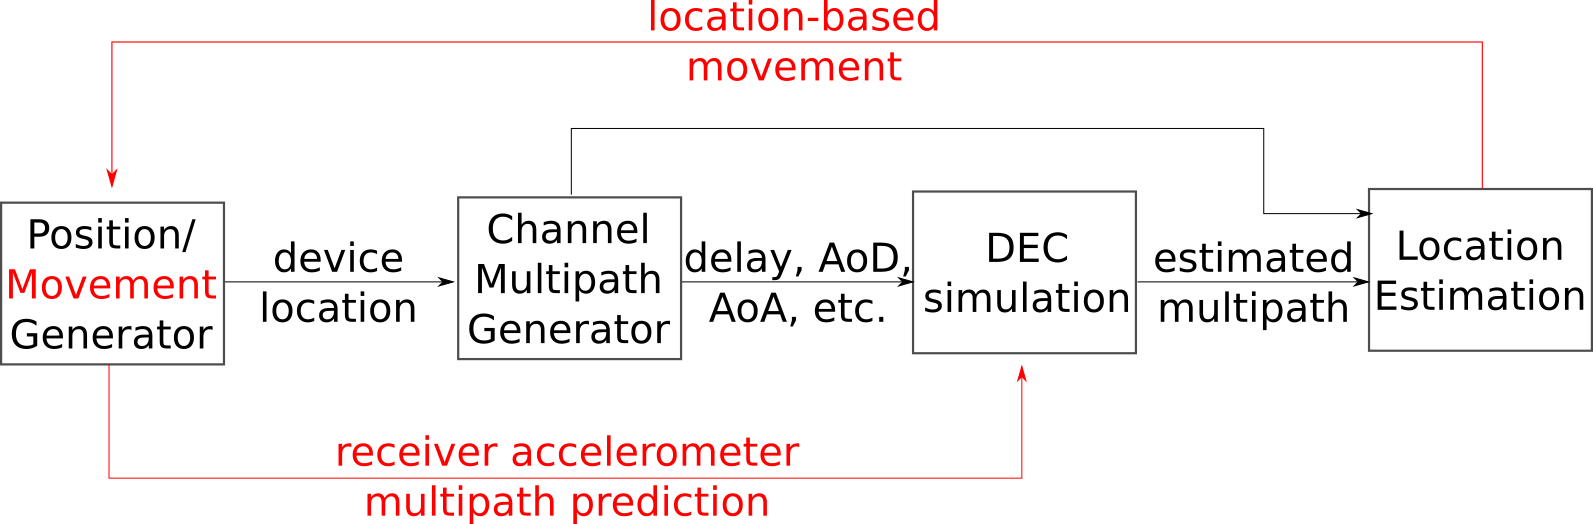 location-based
movement
Position/
Movement
Generator
device
location
Channel
Multipath
Generator
delay, AoD,
AoA, etc.
DEC
simulation
estimated
multipath
Location
Estimation
receiver accelerometer
multipath prediction